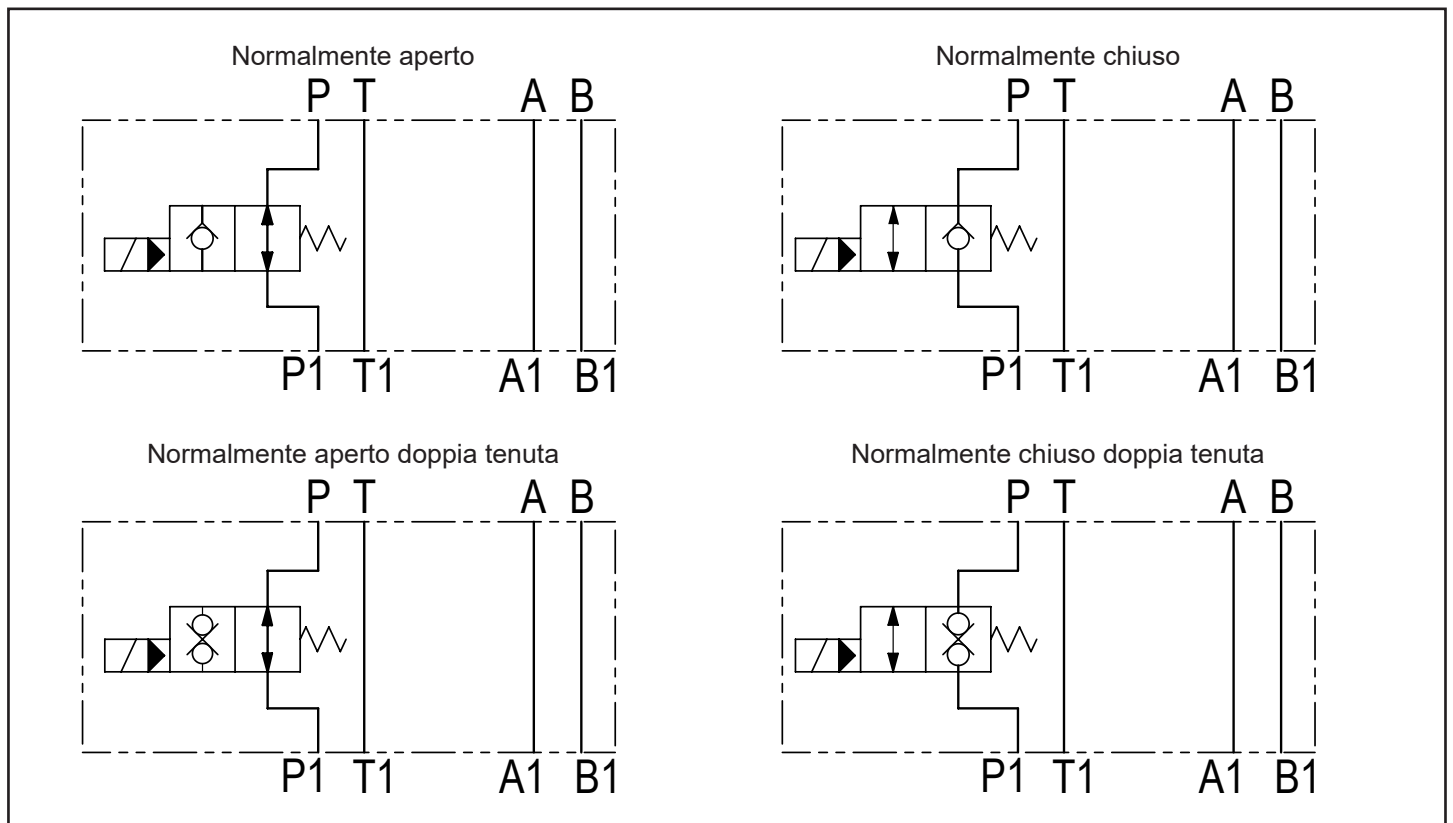 Normalmente aperto
P T A B
P1 T1 A1 B1
Normalmente chiuso
P T A B
P1 T1 A1 B1
Normalmente aperto doppia tenuta
P T A B
P1 T1 A1 B1
Normalmente chiuso doppia tenuta
P T A B
P1 T1 A1 B1